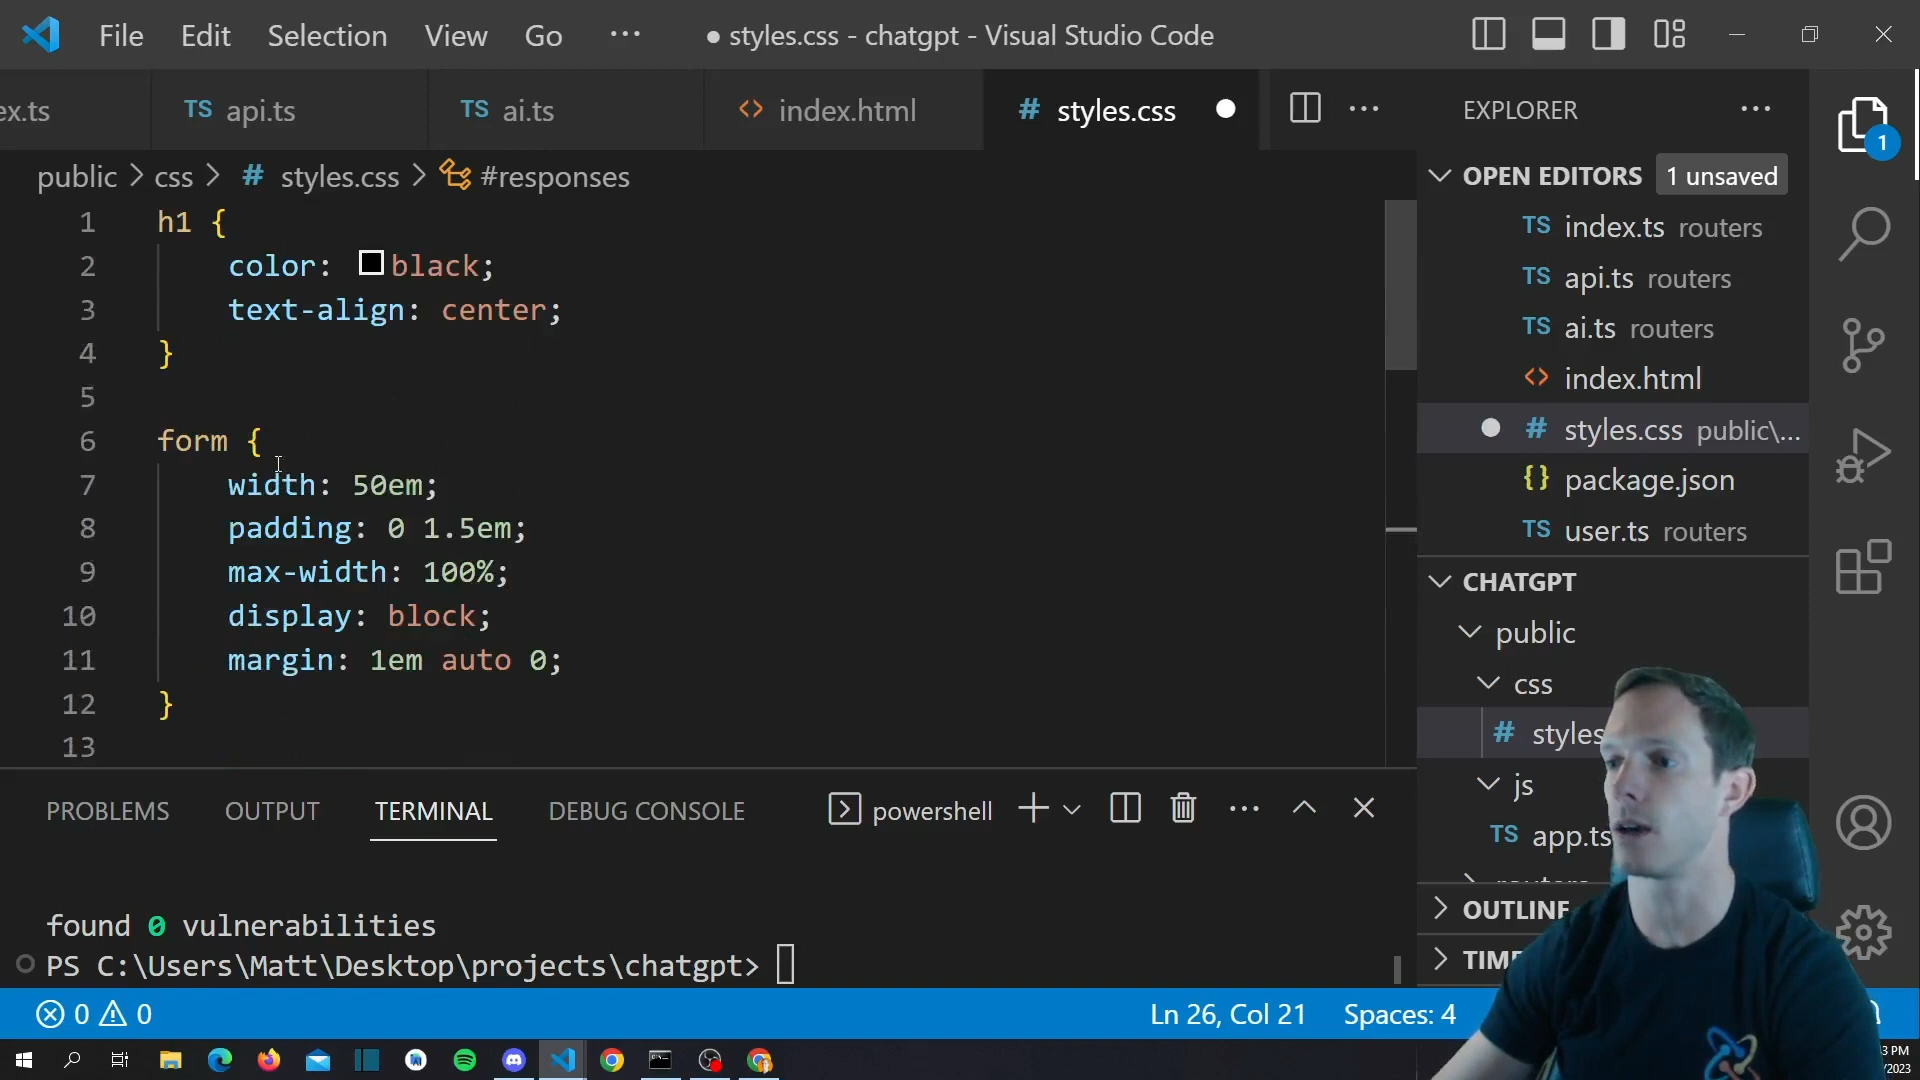 File Edit Selection View Go ··· ● styles.css - chatgpt - Visual Studio Code
ex.ts TS api.ts TS ai.ts <> index.html # styles.css ●
public > css > # styles.css > #responses
1 h1 {
2 color: black;
3 text-align: center;
4 }
5
6 form {
7 width: 50em;
8 padding: 0 1.5em;
9 max-width: 100%;
10 display: block;
11 margin: 1em auto 0;
12 }
13
PROBLEMS OUTPUT TERMINAL DEBUG CONSOLE powershell
found 0 vulnerabilities
PS C:\Users\Matt\Desktop\projects\chatgpt>
EXPLORER
OPEN EDITORS 1 unsaved
TS index.ts routers
TS api.ts routers
TS ai.ts routers
<> index.html
# styles.css public\...
{} package.json
TS user.ts routers
CHATGPT
public
css
# styles
js
TS app.ts
OUTLINE
1
0 0
Ln 26, Col 21 Spaces: 4
3 PM
/2023